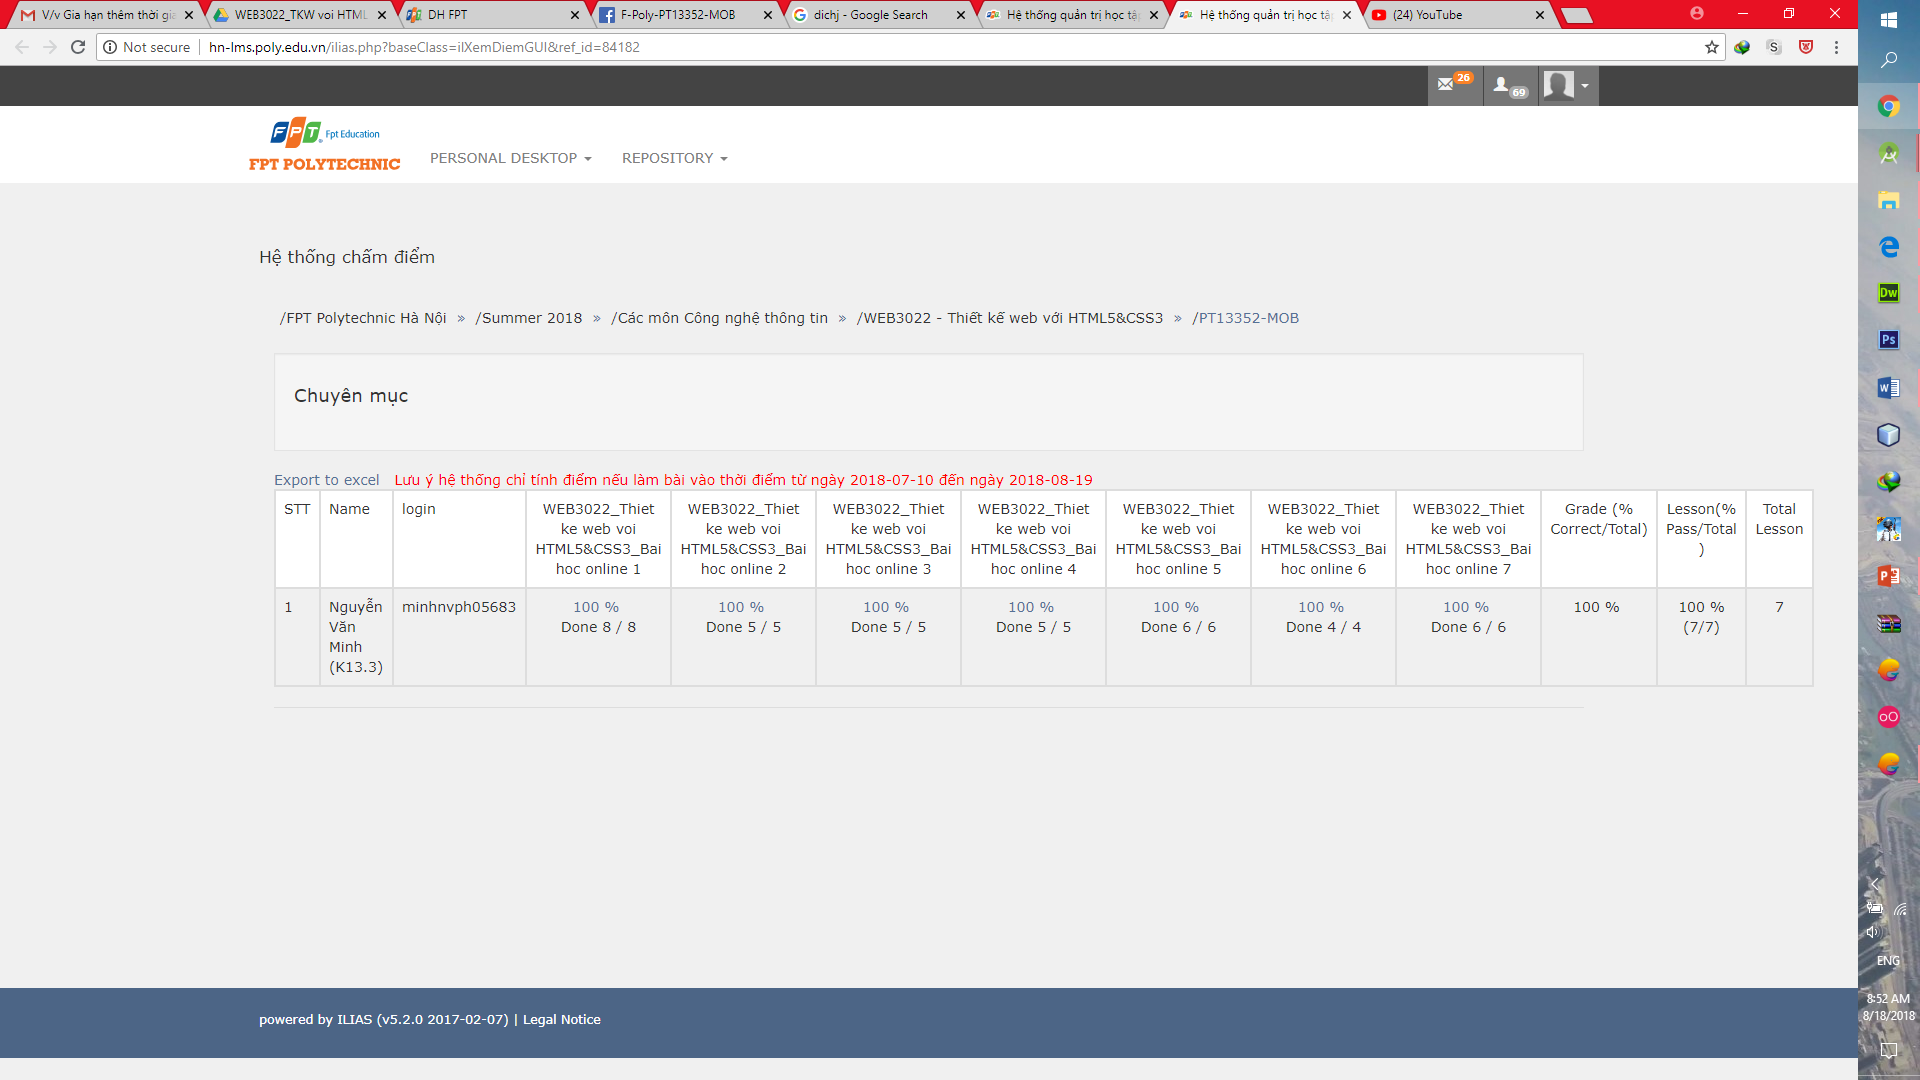 V/v Gia hạn thêm thời gia
WEB3022_TKW voi HTML
DH FPT
F-Poly-PT13352-MOB
dichj - Google Search
Hệ thống quản trị học tập
Hệ thống quản trị học tập
(24) YouTube
Not secure
hn-lms.poly.edu.vn/ilias.php?baseClass=ilXemDiemGUI&ref_id=84182
26
69
FPT Fpt Education
FPT POLYTECHNIC
PERSONAL DESKTOP
REPOSITORY
Hệ thống chấm điểm
/FPT Polytechnic Hà Nội » /Summer 2018 » /Các môn Công nghệ thông tin » /WEB3022 - Thiết kế web với HTML5&CSS3 » /PT13352-MOB
Chuyên mục
Export to excel Lưu ý hệ thống chỉ tính điểm nếu làm bài vào thời điểm từ ngày 2018-07-10 đến ngày 2018-08-19
STT
Name
login
WEB3022_Thiet
ke web voi
HTML5&CSS3_Bai
hoc online 1
WEB3022_Thiet
ke web voi
HTML5&CSS3_Bai
hoc online 2
WEB3022_Thiet
ke web voi
HTML5&CSS3_Bai
hoc online 3
WEB3022_Thiet
ke web voi
HTML5&CSS3_Bai
hoc online 4
WEB3022_Thiet
ke web voi
HTML5&CSS3_Bai
hoc online 5
WEB3022_Thiet
ke web voi
HTML5&CSS3_Bai
hoc online 6
WEB3022_Thiet
ke web voi
HTML5&CSS3_Bai
hoc online 7
Grade (%
Correct/Total)
Lesson(%
Pass/Total
)
Total
Lesson
1
Nguyễn
Văn
Minh
(K13.3)
minhnvph05683
100 %
Done 8 / 8
100 %
Done 5 / 5
100 %
Done 5 / 5
100 %
Done 5 / 5
100 %
Done 6 / 6
100 %
Done 4 / 4
100 %
Done 6 / 6
100 %
100 %
(7/7)
7
powered by ILIAS (v5.2.0 2017-02-07) | Legal Notice
Dw
Ps
ENG
8:52 AM
8/18/2018